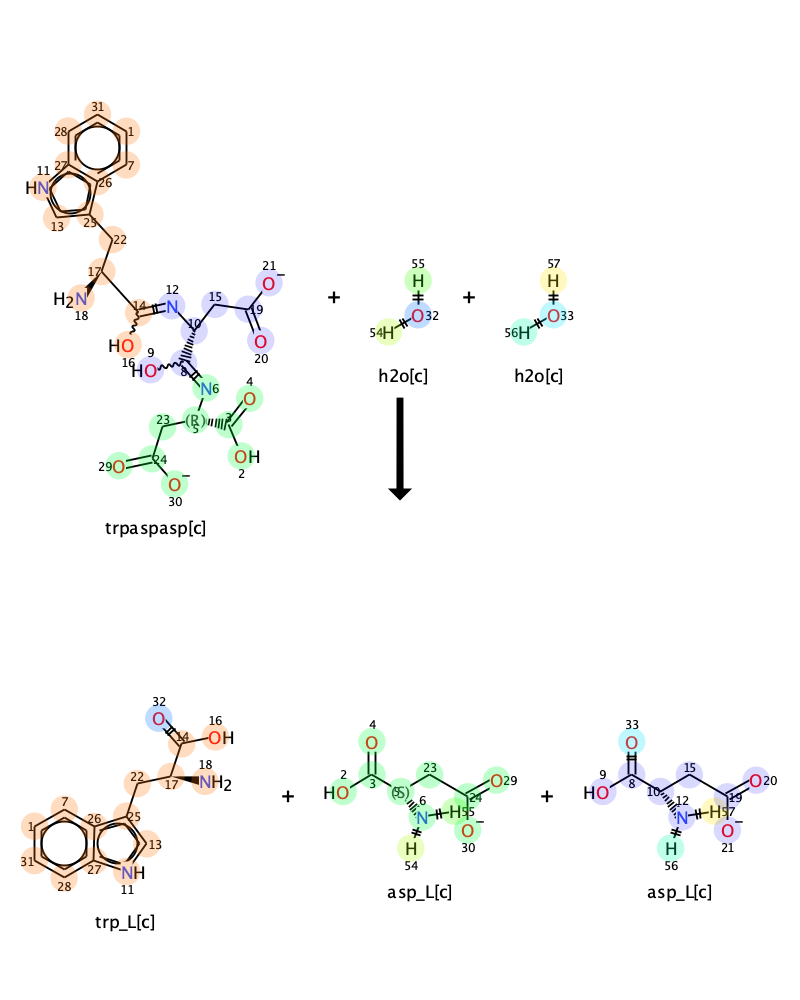 31
28
1
27
7
11
26
HN
13
25
22
17
H₂N
18
14
12
15
21
O⁻
N
10
19
HO
16
9
HO
8
20
O
N6
4
O
23
(R)
5
3
OH
2
29O
24
O⁻
30
trpaspasp[c]
+
55
H
O32
54H
h2o[c]
+
57
H
O33
56H
h2o[c]
32
O
16
OH
14
18
NH₂
17
22
7
25
1
26
13
31
27
NH
11
28
trp_L[c]
+
4
O
2
HO
3
23
(S)
5
O29
24
6
N
H55
O⁻
30
H
54
asp_L[c]
+
33
O
9
HO
8
15
10
O20
19
12
N
H57
O⁻
21
H
56
asp_L[c]